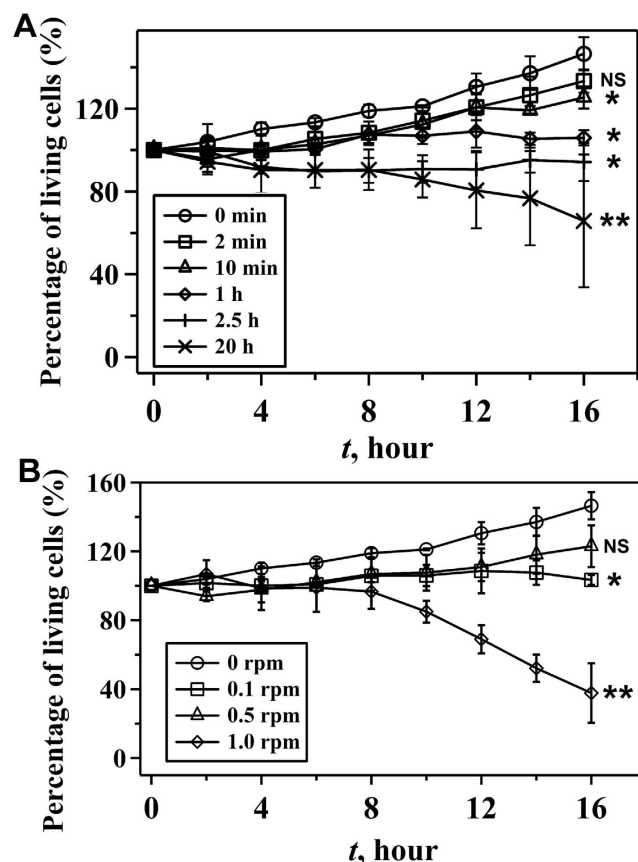 A
Percentage of living cells (%)
120
80
40
0
NS
*
*
*
**
0 min
2 min
10 min
1 h
2.5 h
20 h
0 4 8 12 16
t, hour
B
Percentage of living cells (%)
160
120
80
40
0
NS
*
**
0 rpm
0.1 rpm
0.5 rpm
1.0 rpm
0 4 8 12 16
t, hour